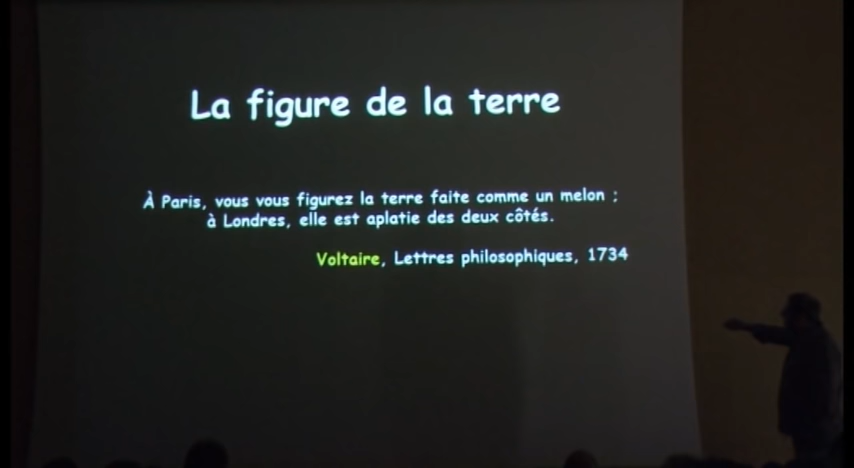 La figure de la terre
À Paris, vous vous figurez la terre faite comme un melon ;
à Londres, elle est aplatie des deux côtés.
Voltaire, Lettres philosophiques, 1734